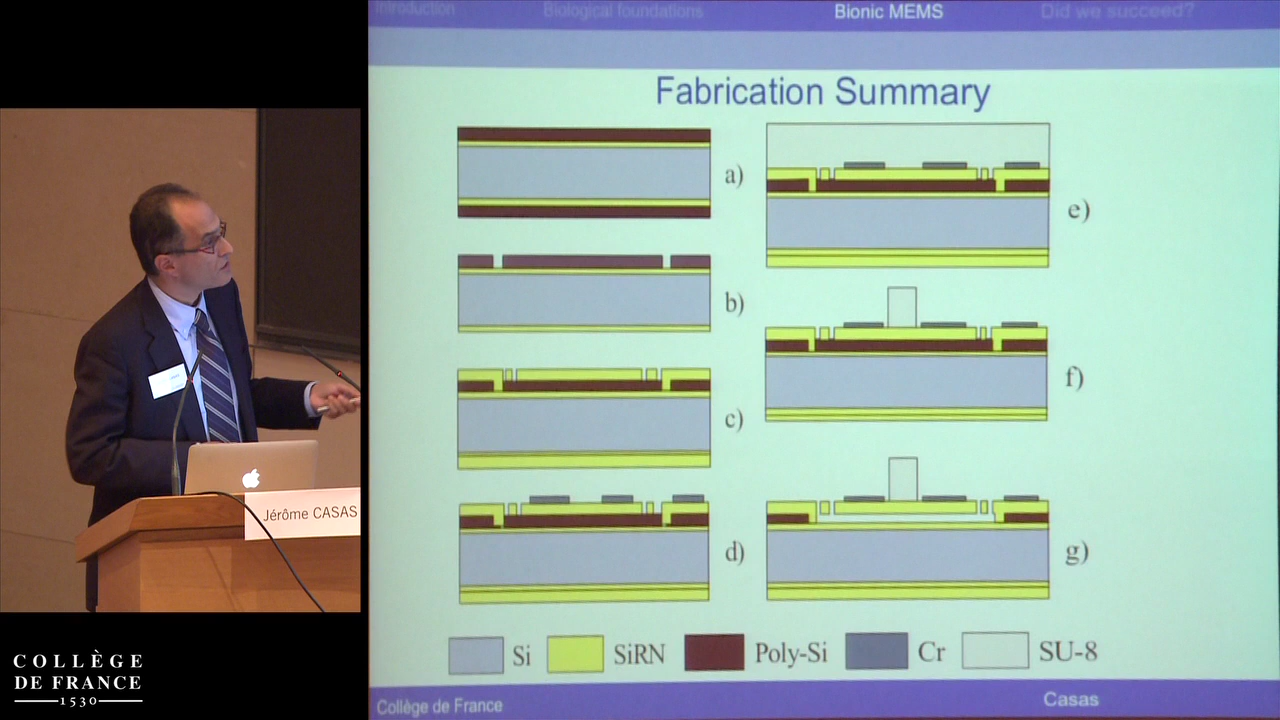 Introduction
Biological foundations
Bionic MEMS
Did we succeed?
Fabrication Summary
a)
b)
c)
d)
e)
f)
g)
Si
SiRN
Poly-Si
Cr
SU-8
Collège de France
Casas
Jérôme CASAS
COLLÈGE
DE FRANCE
1530